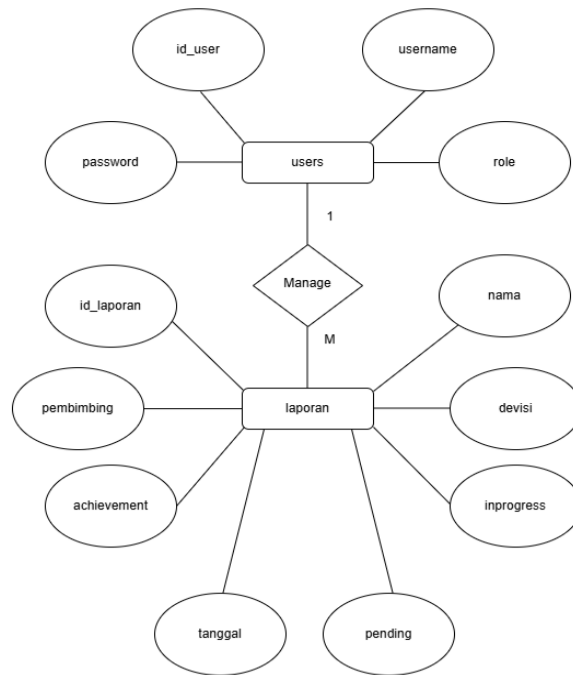 id_user
username
password
users
role
1
Manage
id_laporan
nama
M
pembimbing
laporan
devisi
achievement
inprogress
tanggal
pending